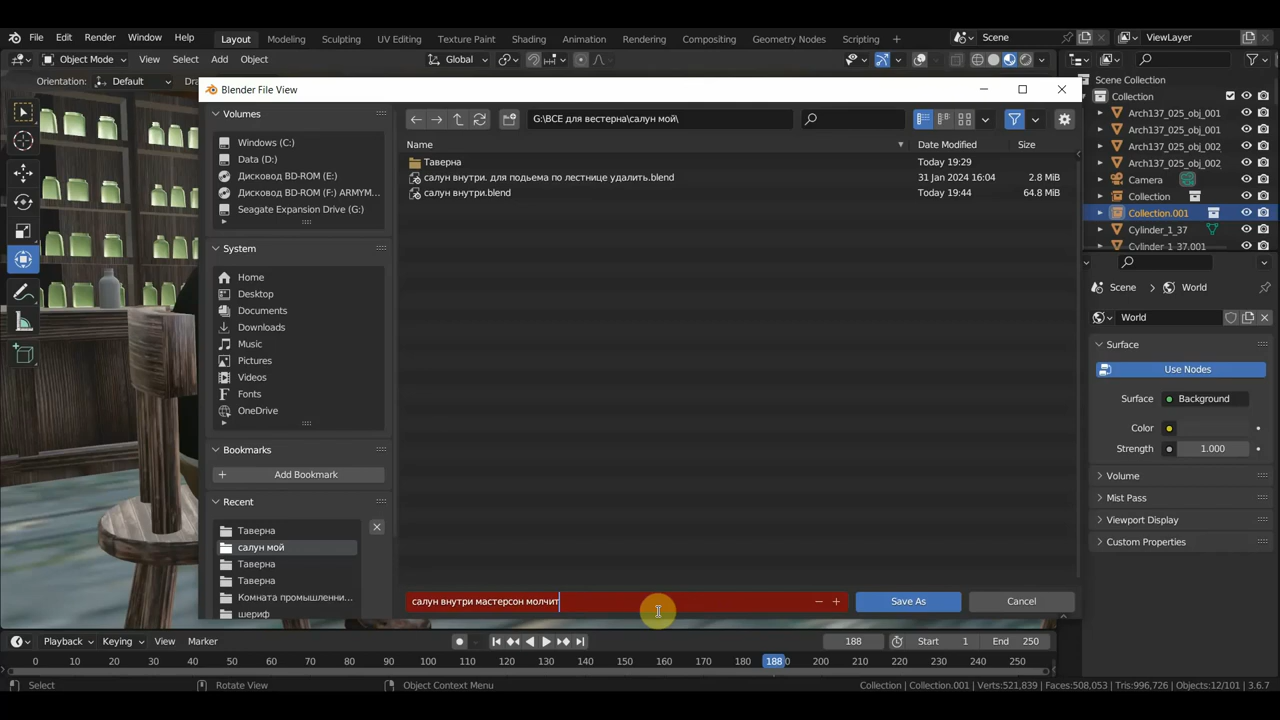 File Edit Render Window Help Layout Modeling Sculpting UV Editing Texture Paint Shading Animation Rendering Compositing Geometry Nodes Scripting + Scene ViewLayer
Object Mode View Select Add Object Global
Orientation: Default
Blender File View
Volumes
Windows (C:)
Data (D:)
Дисковод BD-ROM (E:)
Дисковод BD-ROM (F:) ARMYM...
Seagate Expansion Drive (G:)
System
Home
Desktop
Documents
Downloads
Music
Pictures
Videos
Fonts
OneDrive
Bookmarks
Add Bookmark
Recent
Таверна
салун мой
Таверна
Таверна
Комната промышленни...
шериф
G:\ВСЕ для вестерна\салун мой\
Name Date Modified Size
Таверна Today 19:29
салун внутри. для подьема по лестнице удалить.blend 31 Jan 2024 16:04 2.8 MiB
салун внутри.blend Today 19:44 64.8 MiB
салун внутри мастерсон молчит Save As Cancel
Scene Collection
Collection
Arch137_025_obj_001
Arch137_025_obj_001
Arch137_025_obj_002
Arch137_025_obj_002
Camera
Collection
Collection.001
Cylinder_1_37
Cylinder_1_37.001
Scene > World
World
Surface
Use Nodes
Surface Background
Color
Strength 1.000
Volume
Mist Pass
Viewport Display
Custom Properties
Playback Keying View Marker 188 Start 1 End 250
0 10 20 30 40 50 60 70 80 90 100 110 120 130 140 150 160 170 180 188 200 210 220 230 240 250
Select Rotate View Object Context Menu Collection | Collection.001 | Verts:521,839 | Faces:508,053 | Tris:996,726 | Objects:12/101 | 3.6.7